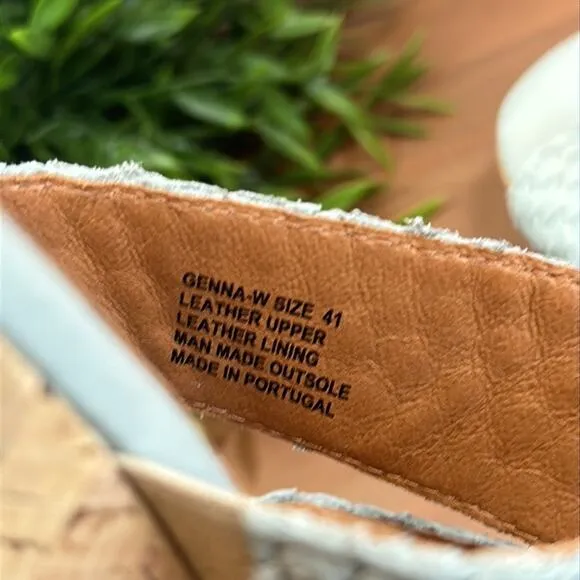 GENNA-W SIZE 41
LEATHER UPPER
LEATHER LINING
MAN MADE OUTSOLE
MADE IN PORTUGAL